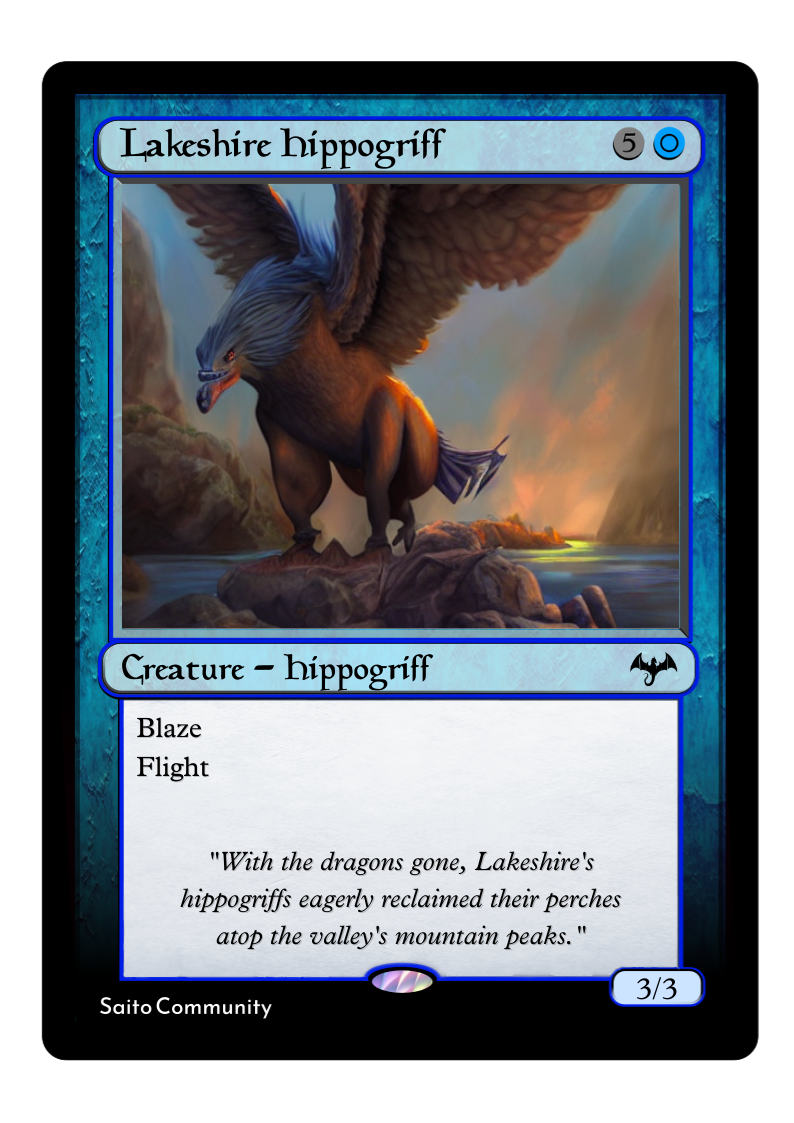 Lakeshire Hippogriff 5
Creature – Hippogriff
Blaze
Flight
"With the dragons gone, Lakeshire's
hippogriffs eagerly reclaimed their perches
atop the valley's mountain peaks."
3/3
Saito Community